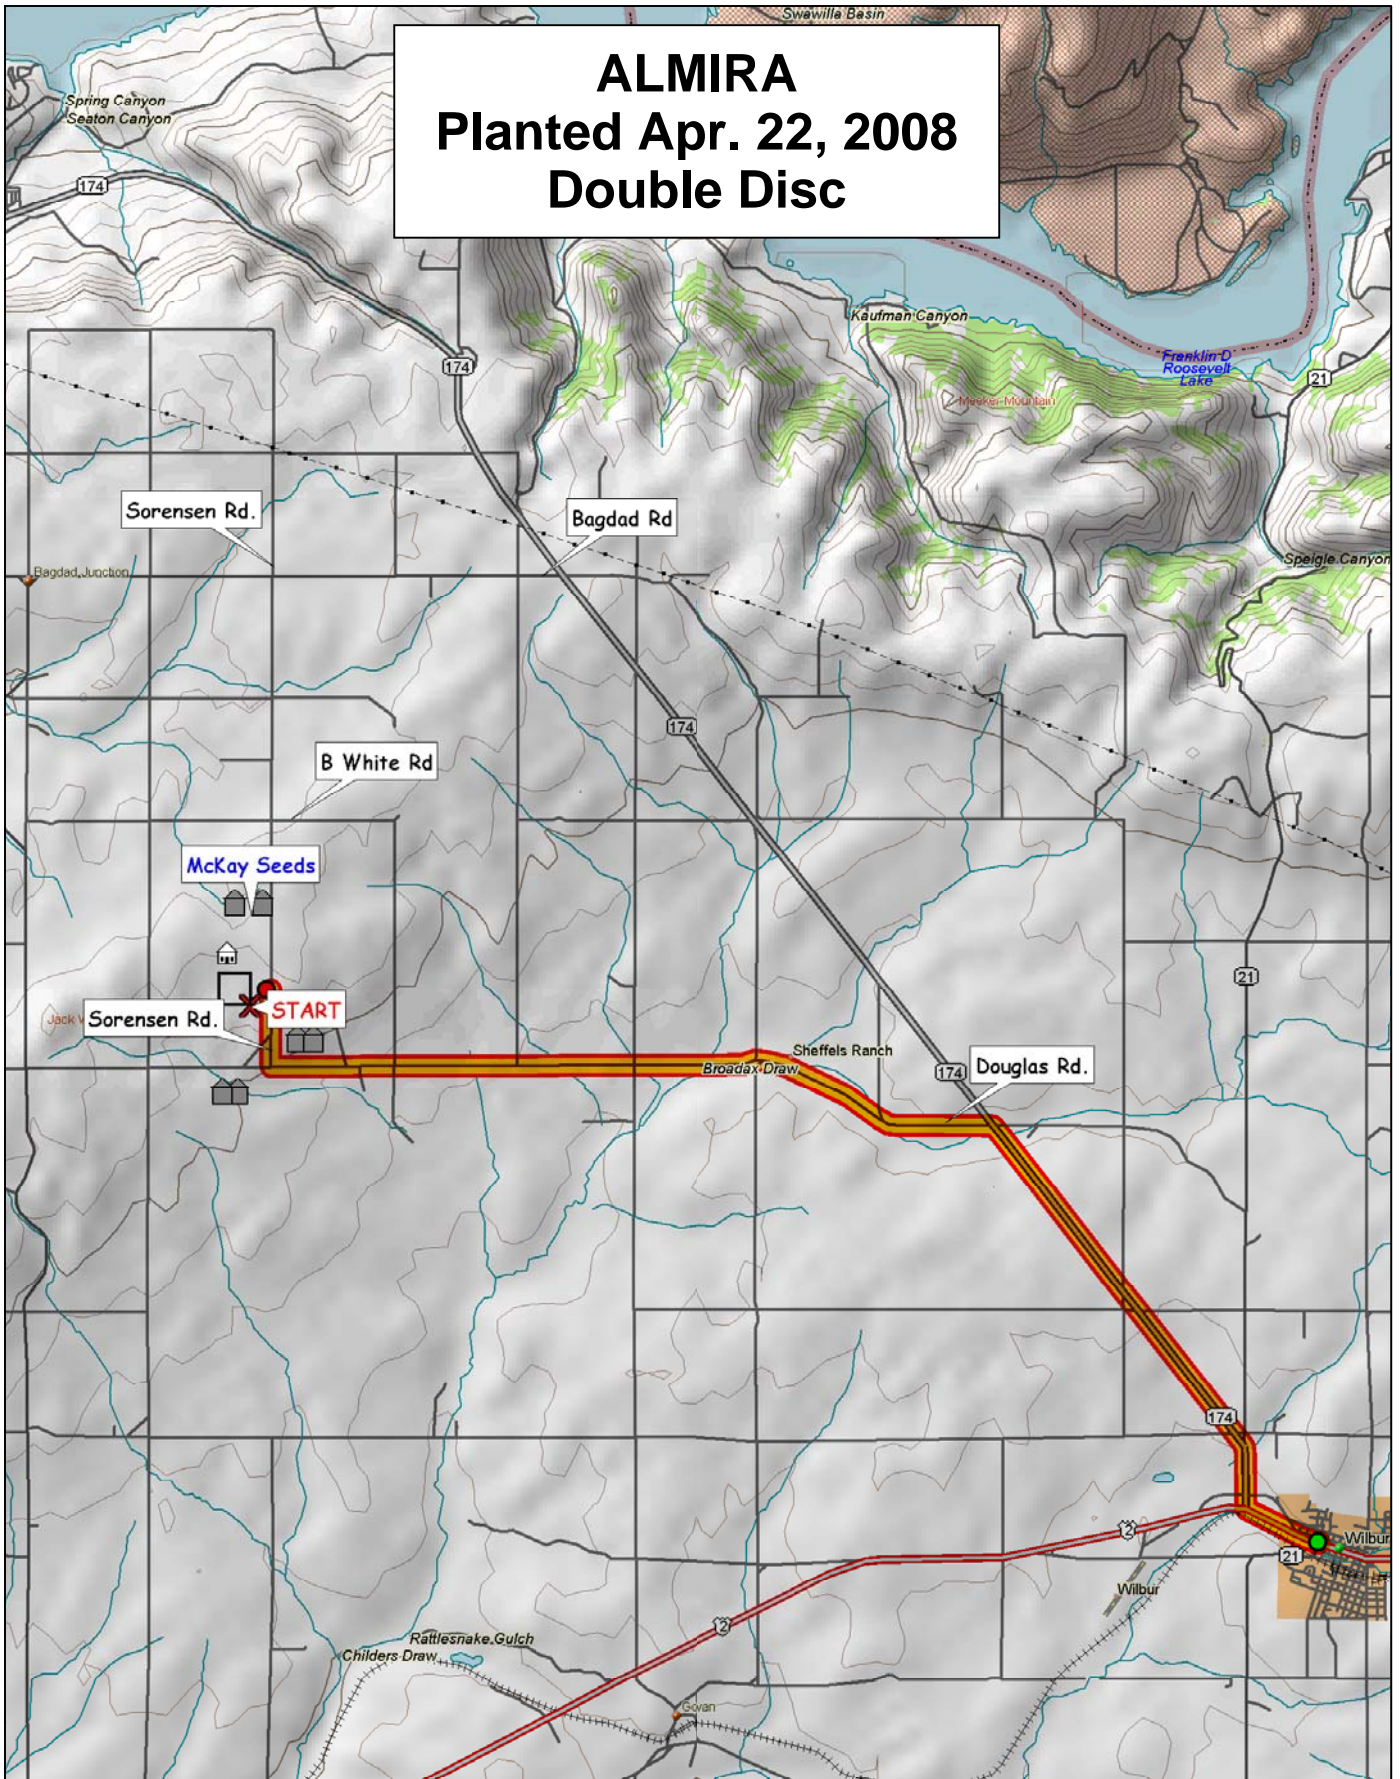 Swawilla Basin
ALMIRA
Planted Apr. 22, 2008
Double Disc
Spring Canyon
Seaton Canyon
174
Kaufman Canyon
Franklin D
Roosevelt
Lake
174
21
Meeker Mountain
Sorensen Rd.
Bagdad Rd
Speigle Canyon
Bagdad Junction
174
B White Rd
McKay Seeds
21
START
Jack
Sorensen Rd.
Sheffels Ranch
Broadax Draw
174
Douglas Rd.
174
2
Wilbur
21
Wilbur
2
Rattlesnake Gulch
Childers Draw
Govan